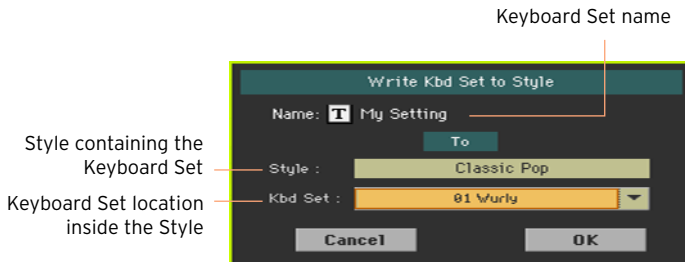 Keyboard Set name
Write Kbd Set to Style
Name: T My Setting
To
Style containing the
Keyboard Set
Style :
Classic Pop
Keyboard Set location
inside the Style
Kbd Set :
01 Wurly
Cancel
OK